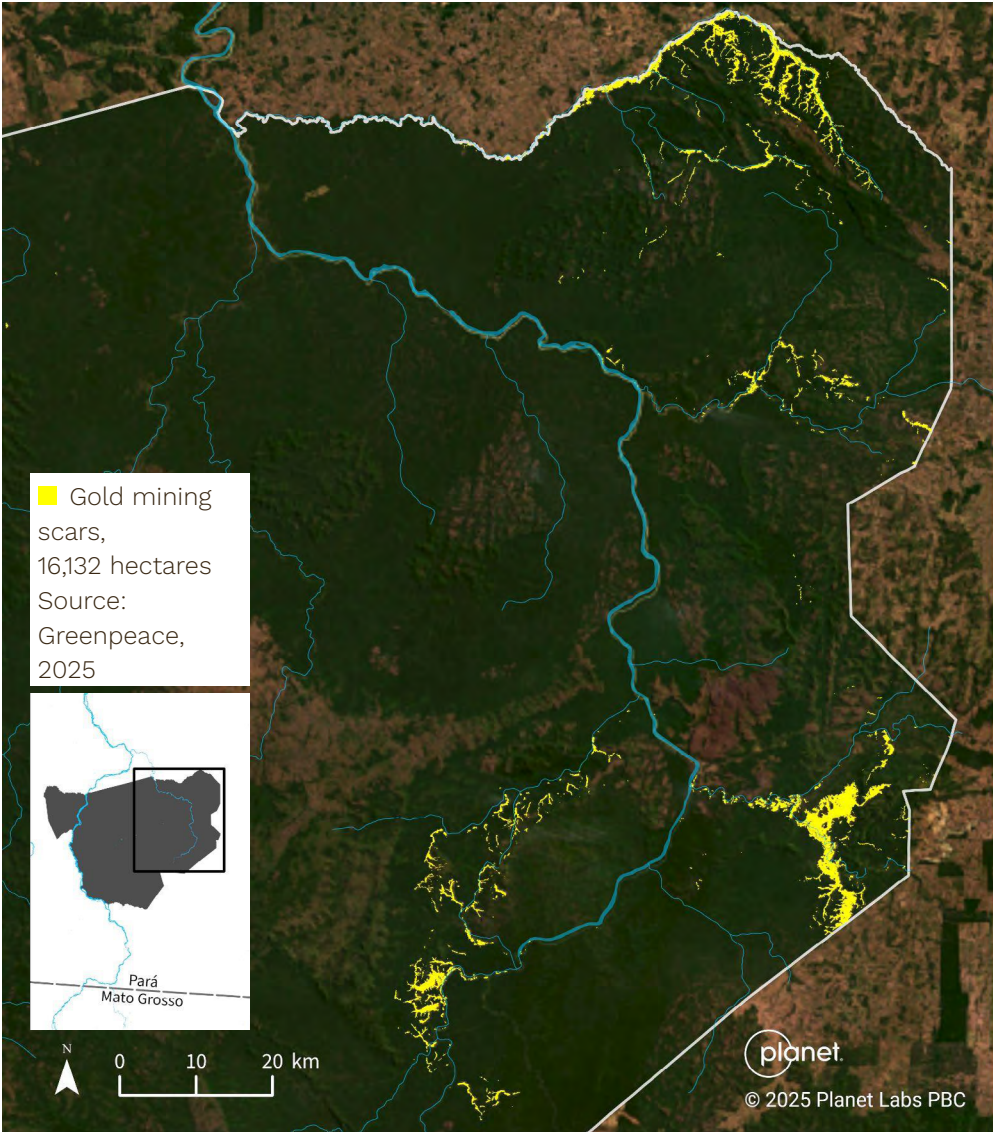 Gold mining
scars,
16,132 hectares
Source:
Greenpeace,
2025
Pará
Mato Grosso
N
0 10 20 km
planet.
© 2025 Planet Labs PBC